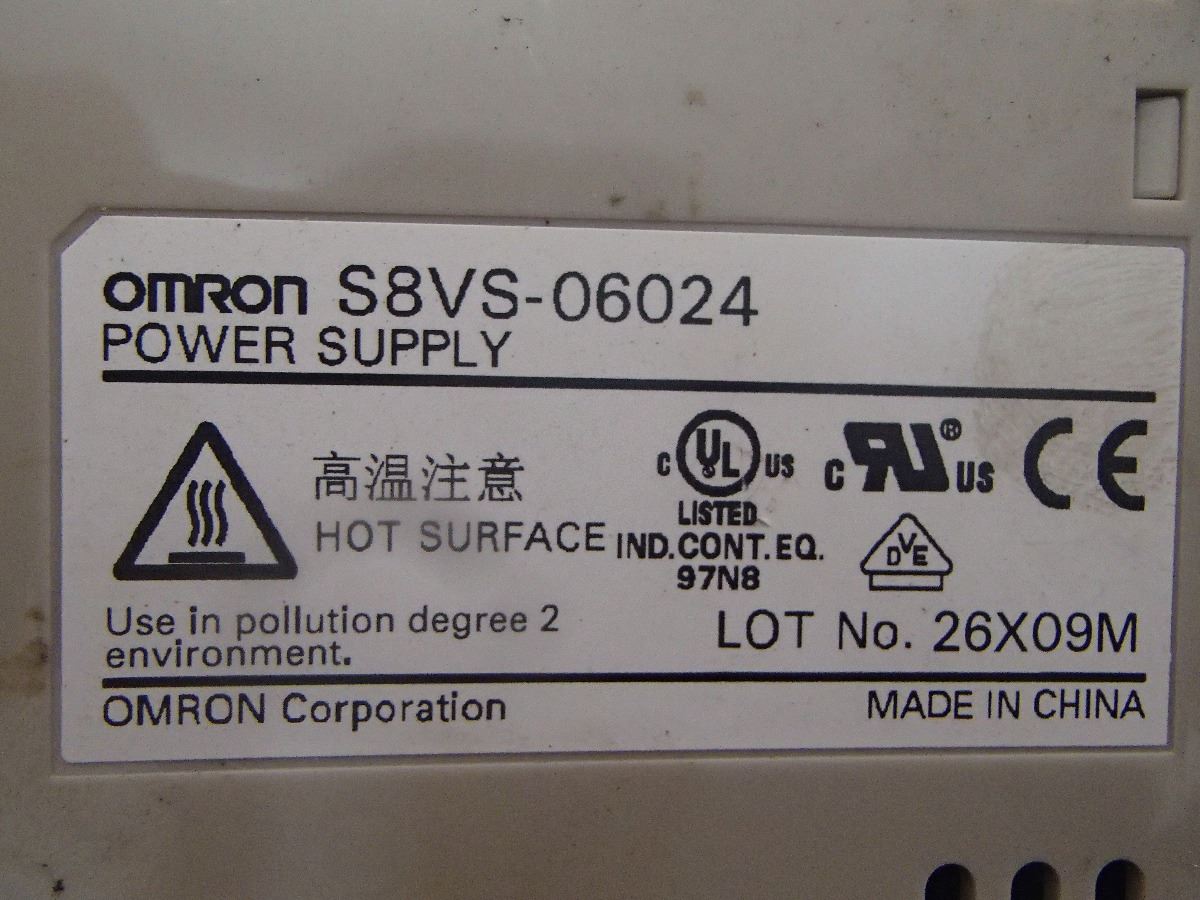 OMRON S8VS-06024
POWER SUPPLY
高温注意
HOT SURFACE
C UL US
LISTED
IND.CONT.EQ.
97N8
C RU® US
CE
DVE
Use in pollution degree 2
environment.
LOT No. 26X09M
OMRON Corporation
MADE IN CHINA